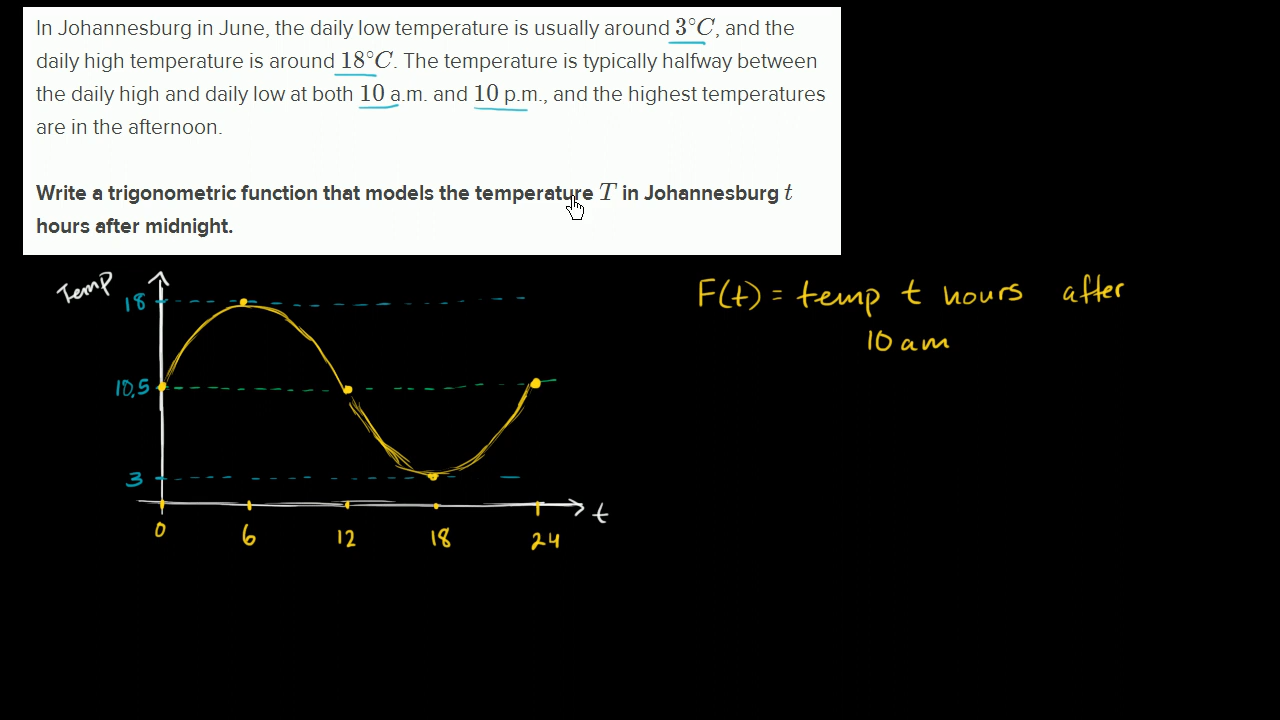 In Johannesburg in June, the daily low temperature is usually around 3°C, and the
daily high temperature is around 18°C. The temperature is typically halfway between
the daily high and daily low at both 10 a.m. and 10 p.m., and the highest temperatures
are in the afternoon.
Write a trigonometric function that models the temperature T in Johannesburg t
hours after midnight.
Temp
18
10.5
3
0 6 12 18 24
t
F(t) = temp t hours after
10 am